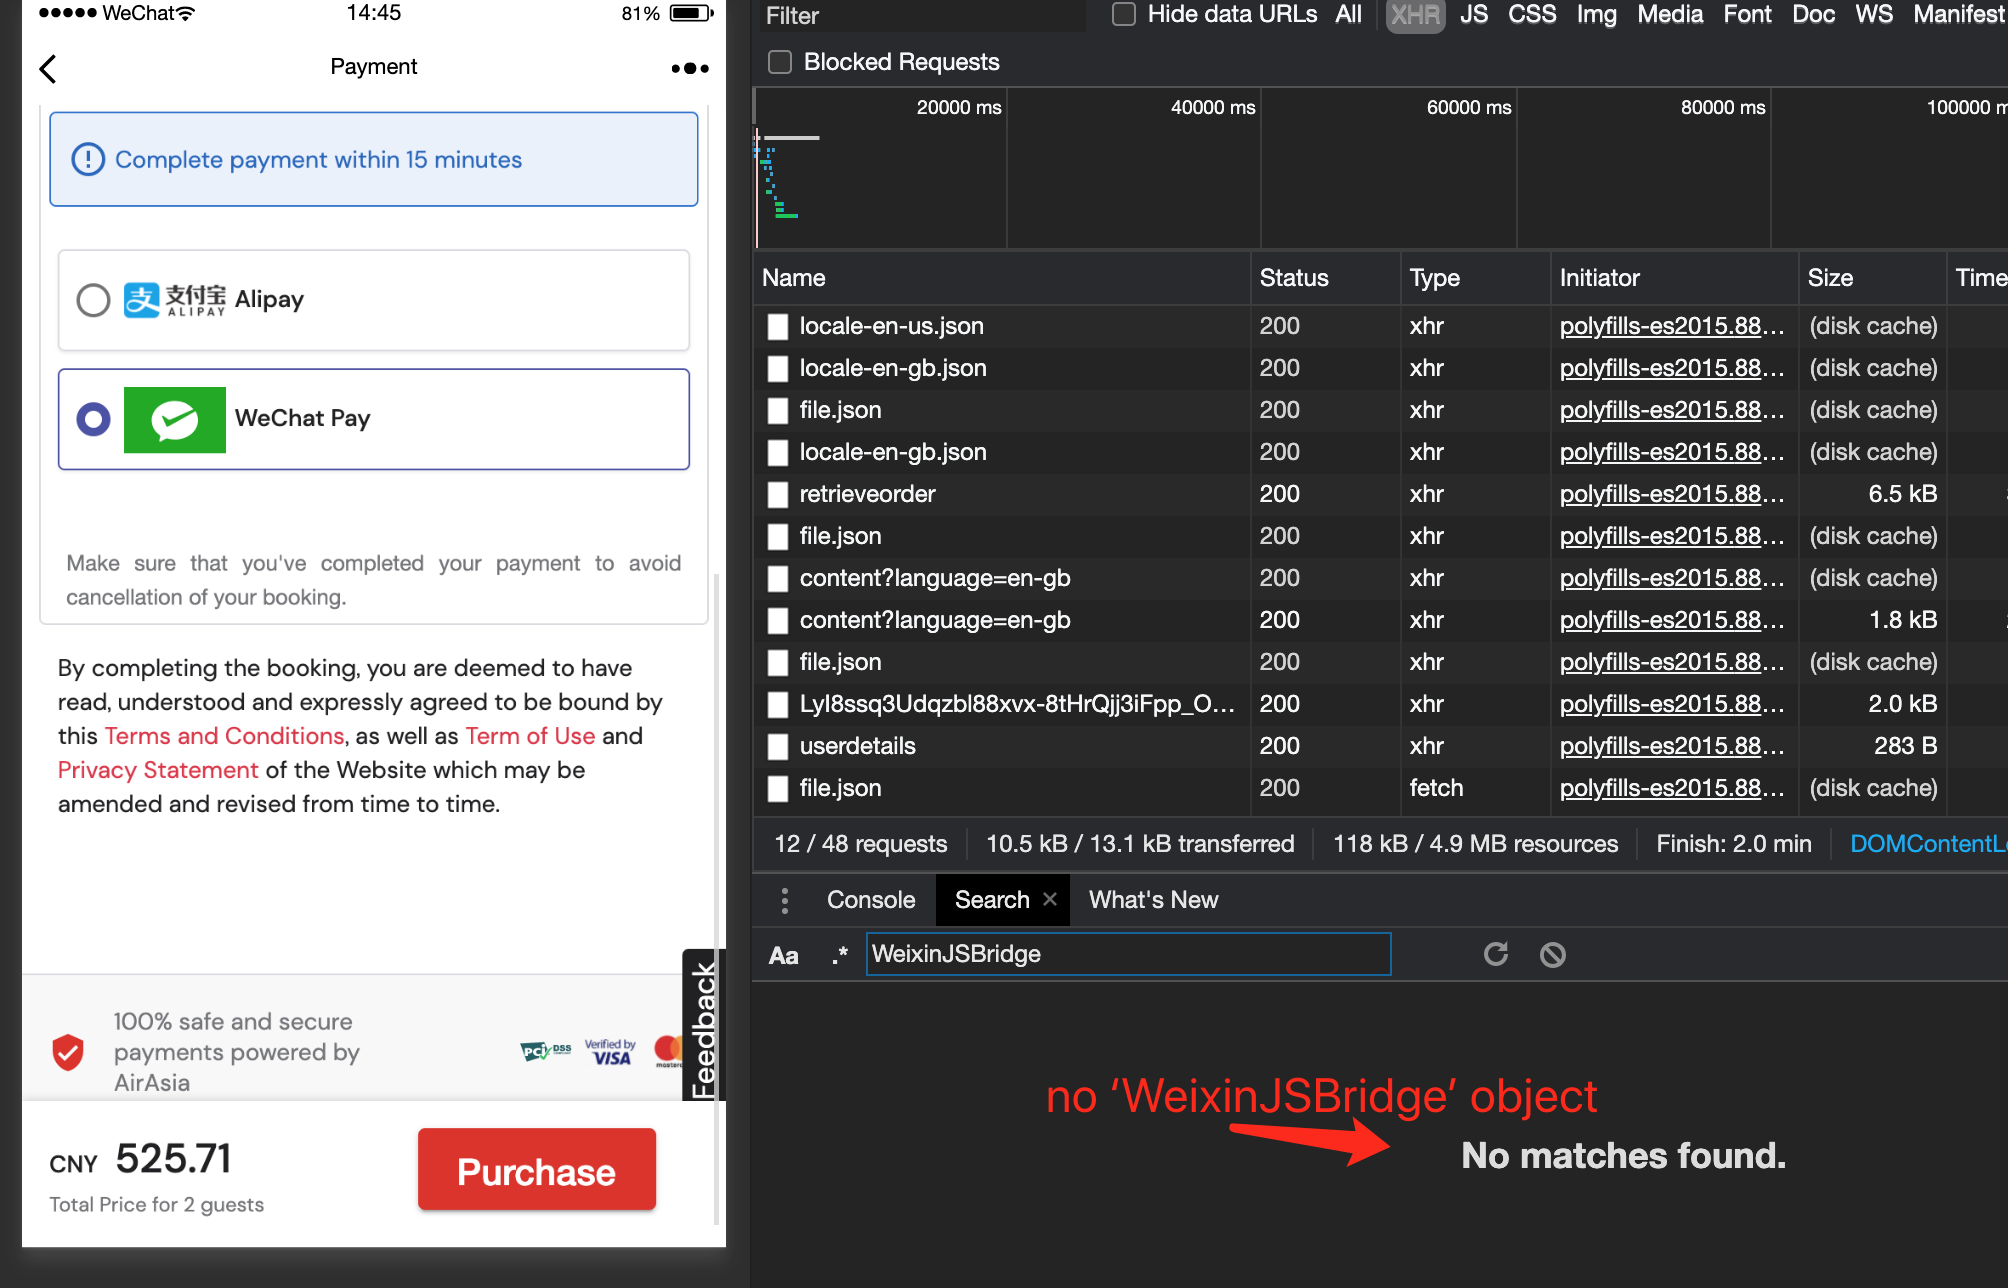 WeChat 14:45 81%
Payment
Complete payment within 15 minutes
支付宝
ALIPAY
Alipay
WeChat Pay
Make sure that you've completed your payment to avoid
cancellation of your booking.
By completing the booking, you are deemed to have
read, understood and expressly agreed to be bound by
this Terms and Conditions, as well as Term of Use and
Privacy Statement of the Website which may be
amended and revised from time to time.
Feedback
100% safe and secure
payments powered by
AirAsia
PCI DSS
Verified by
VISA
CNY 525.71
Total Price for 2 guests
Purchase
Filter Hide data URLs All XHR JS CSS Img Media Font Doc WS Manifest
Blocked Requests
20000 ms 40000 ms 60000 ms 80000 ms 100000 m
Name Status Type Initiator Size Time
locale-en-us.json 200 xhr polyfills-es2015.88... (disk cache)
locale-en-gb.json 200 xhr polyfills-es2015.88... (disk cache)
file.json 200 xhr polyfills-es2015.88... (disk cache)
locale-en-gb.json 200 xhr polyfills-es2015.88... (disk cache)
retrieveorder 200 xhr polyfills-es2015.88... 6.5 kB
file.json 200 xhr polyfills-es2015.88... (disk cache)
content?language=en-gb 200 xhr polyfills-es2015.88... (disk cache)
content?language=en-gb 200 xhr polyfills-es2015.88... 1.8 kB
file.json 200 xhr polyfills-es2015.88... (disk cache)
LyI8ssq3Udqzbl88xvx-8tHrQjj3iFpp_O... 200 xhr polyfills-es2015.88... 2.0 kB
userdetails 200 xhr polyfills-es2015.88... 283 B
file.json 200 fetch polyfills-es2015.88... (disk cache)
12 / 48 requests 10.5 kB / 13.1 kB transferred 118 kB / 4.9 MB resources Finish: 2.0 min DOMContentL
Console Search × What's New
Aa .* WeixinJSBridge
no ‘WeixinJSBridge’ object
No matches found.